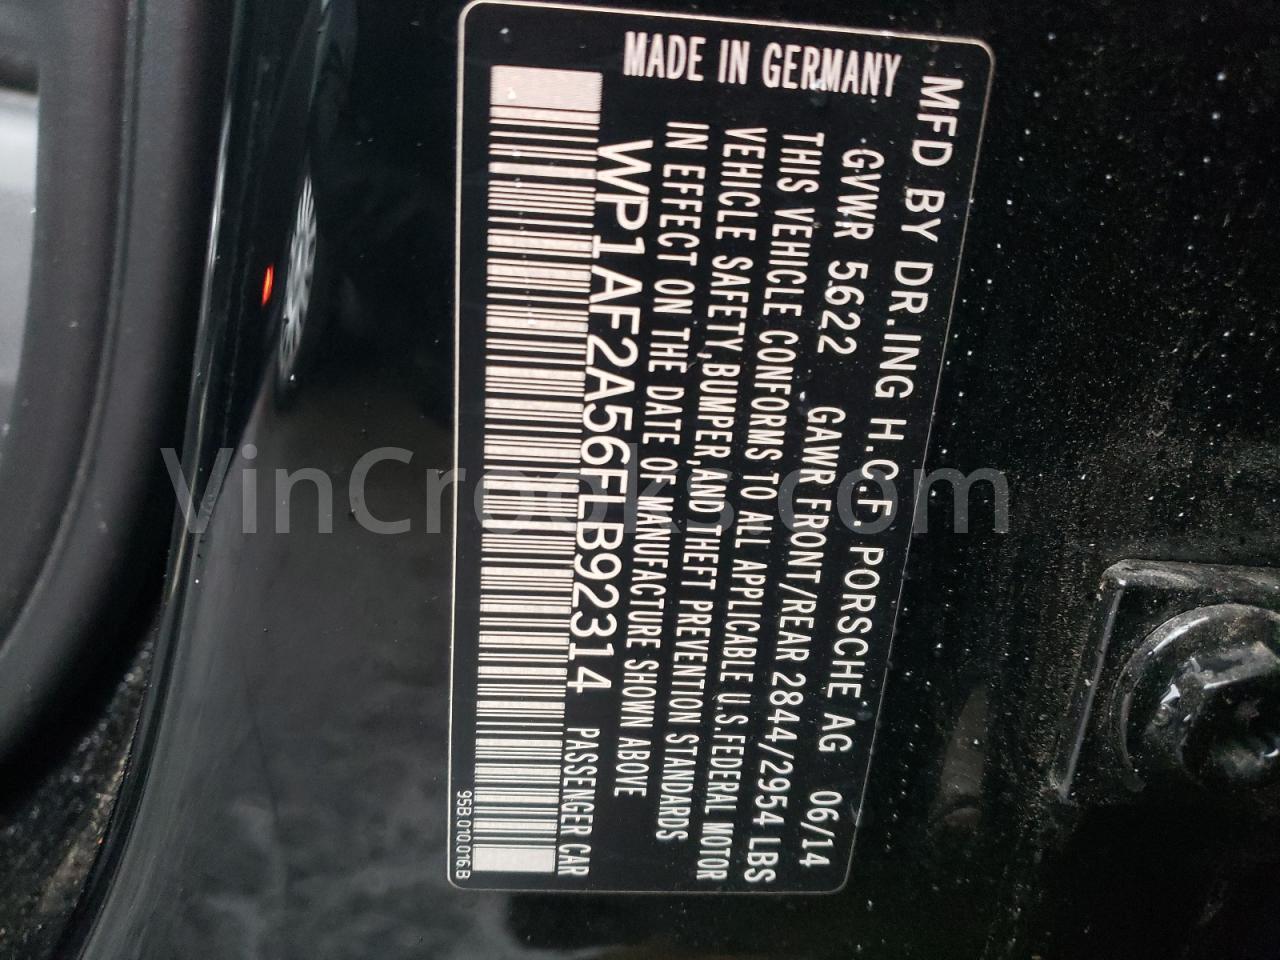 MFD BY DR.ING H.C.F. PORSCHE AG 06/14
GVWR 5622 GAWR FRONT/REAR 2844/2954 LBS
THIS VEHICLE CONFORMS TO ALL APPLICABLE U.S.FEDERAL MOTOR
VEHICLE SAFETY,BUMPER,AND THEFT PREVENTION STANDARDS
IN EFFECT ON THE DATE OF MANUFACTURE SHOWN ABOVE
WP1AF2A56FLB92314 PASSENGER CAR
MADE IN GERMANY
95B.010.016.B
VinCrooks.com